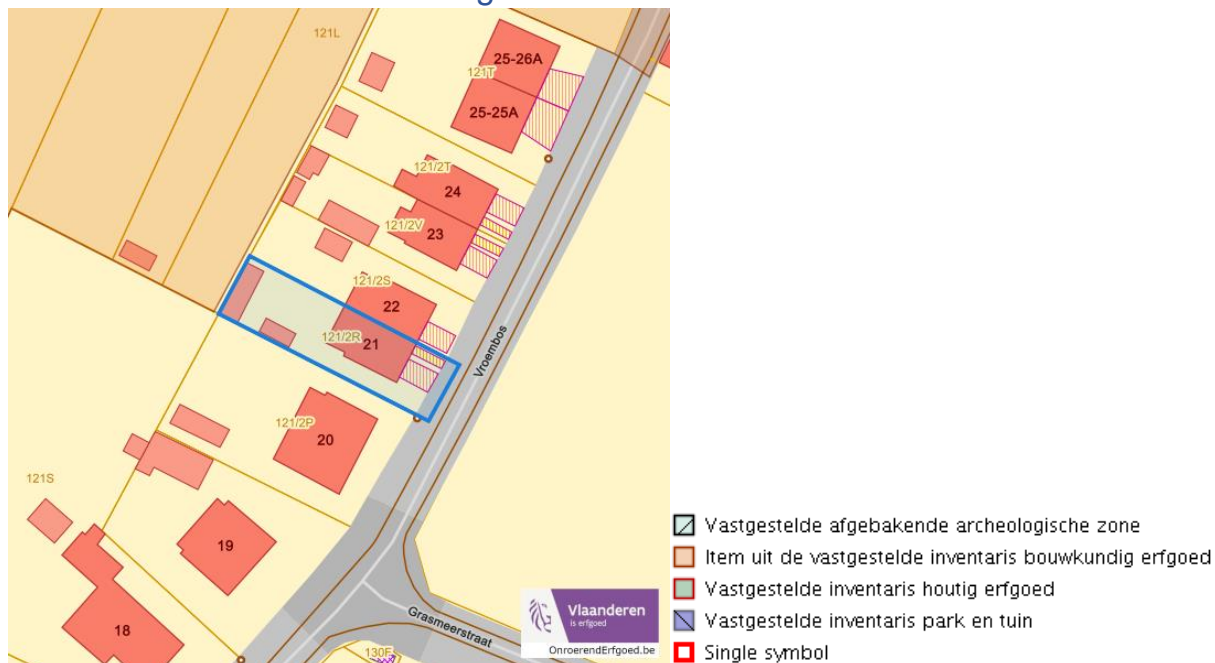 121L
25-26A
121T
25-25A
121/2T
24
121/2V
23
121/2S
22
121/2R
21
Vroembos
121/2P
20
121S
19
18
Grasmeerstraat
130F
Vlaanderen
is erfgoed
OnroerendErfgoed.be
Vastgestelde afgebakende archeologische zone
Item uit de vastgestelde inventaris bouwkundig erfgoed
Vastgestelde inventaris houtig erfgoed
Vastgestelde inventaris park en tuin
Single symbol